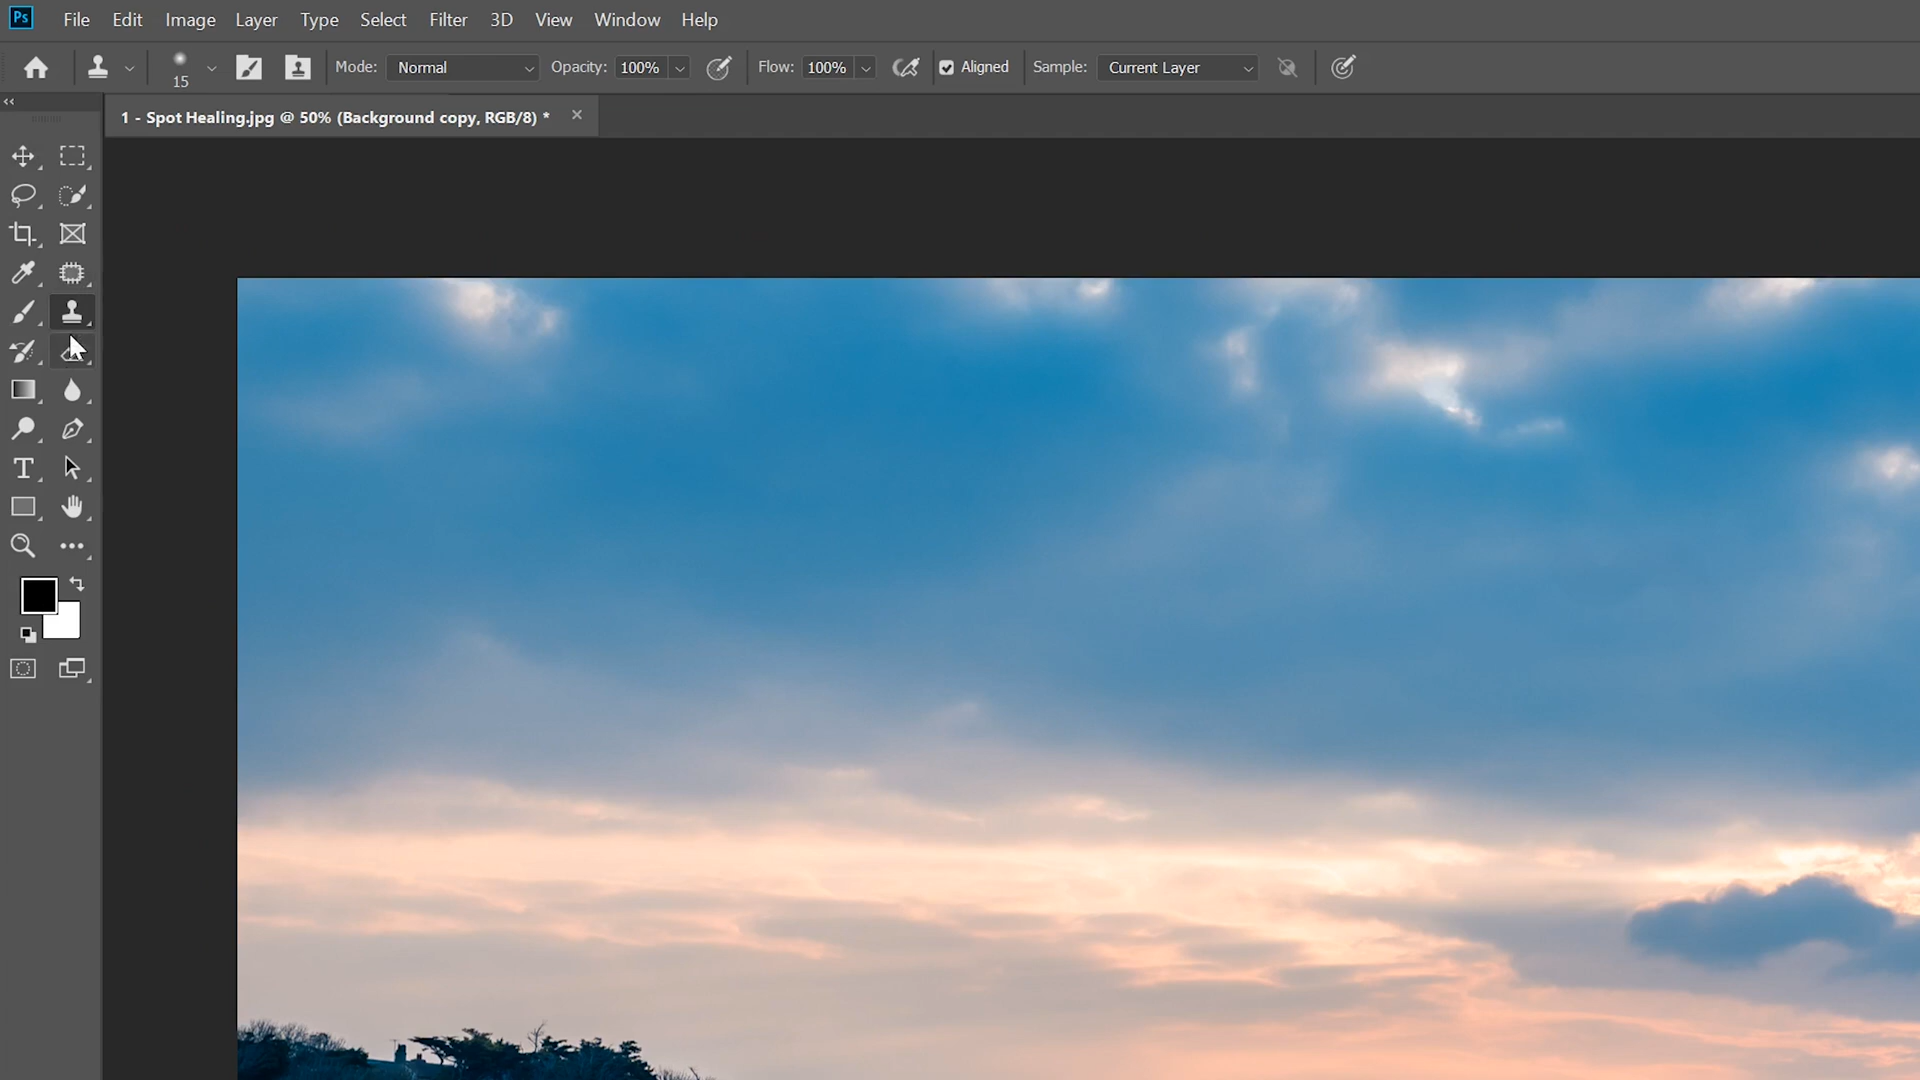 Ps File Edit Image Layer Type Select Filter 3D View Window Help
15 Mode: Normal Opacity: 100% Flow: 100% Aligned Sample: Current Layer
1 - Spot Healing.jpg @ 50% (Background copy, RGB/8) *